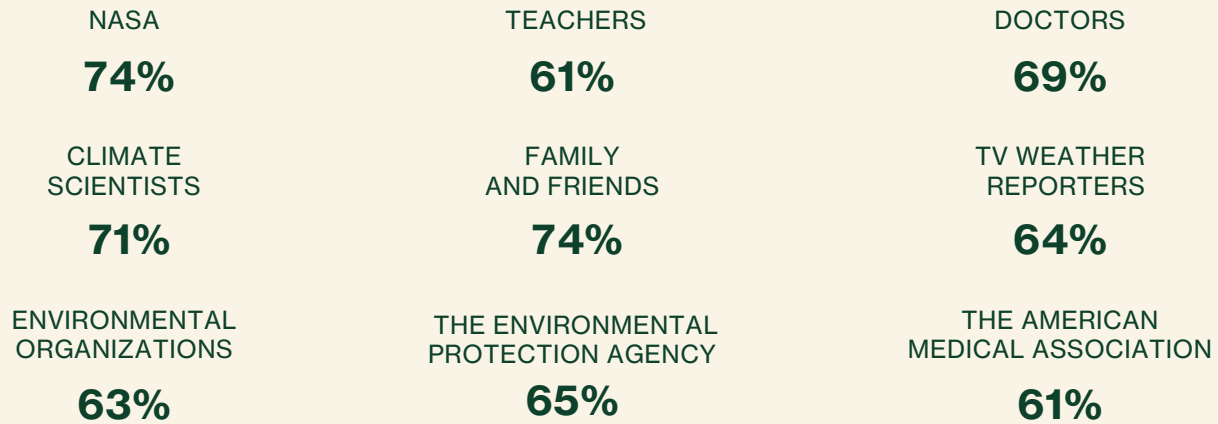 NASA
74%
TEACHERS
61%
DOCTORS
69%
CLIMATE
SCIENTISTS
71%
FAMILY
AND FRIENDS
74%
TV WEATHER
REPORTERS
64%
ENVIRONMENTAL
ORGANIZATIONS
63%
THE ENVIRONMENTAL
PROTECTION AGENCY
65%
THE AMERICAN
MEDICAL ASSOCIATION
61%